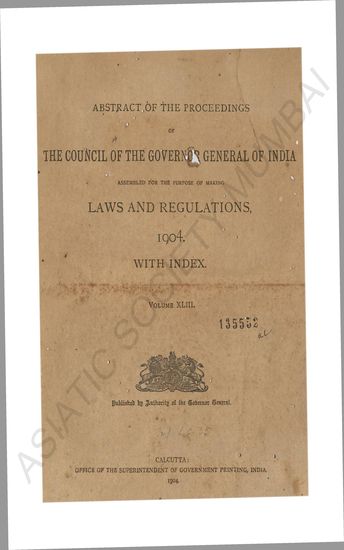 ABSTRACT OF THE PROCEEDINGS
OF
THE COUNCIL OF THE GOVERNOR GENERAL OF INDIA
ASSEMBLED FOR THE PURPOSE OF MAKING
LAWS AND REGULATIONS,
1904.
WITH INDEX.
VOLUME XLIII.
135552
Published by Authority of the Governor General.
CALCUTTA:
OFFICE OF THE SUPERINTENDENT OF GOVERNMENT PRINTING, INDIA.
1904
ASIATIC SOCIETY MUMBAI